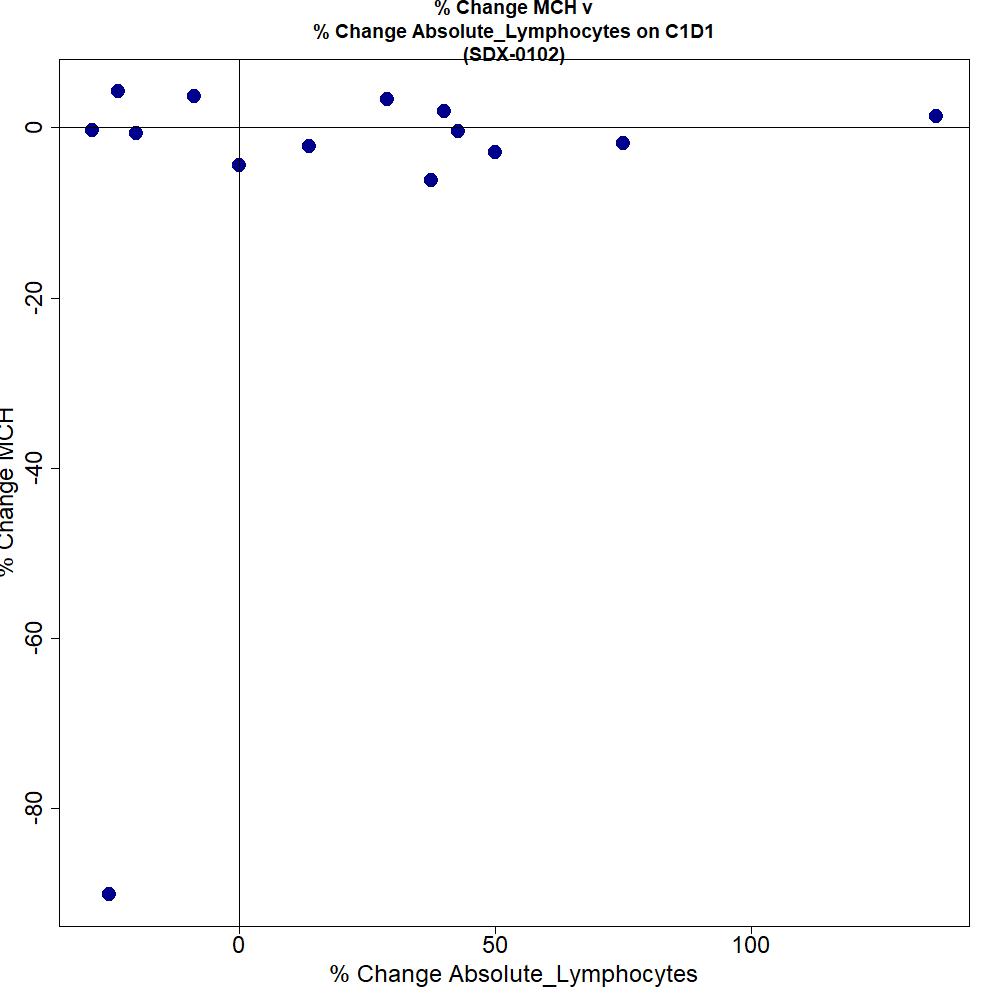 % Change MCH v
% Change Absolute_Lymphocytes on C1D1
(SDX-0102)
0
-20
-40
-60
-80
% Change MCH
0
50
100
% Change Absolute_Lymphocytes